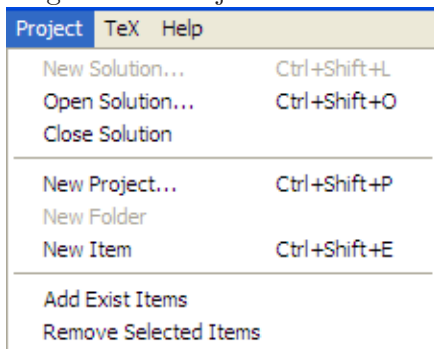 Project TeX Help
New Solution... Ctrl+Shift+L
Open Solution... Ctrl+Shift+O
Close Solution
New Project... Ctrl+Shift+P
New Folder
New Item Ctrl+Shift+E
Add Exist Items
Remove Selected Items